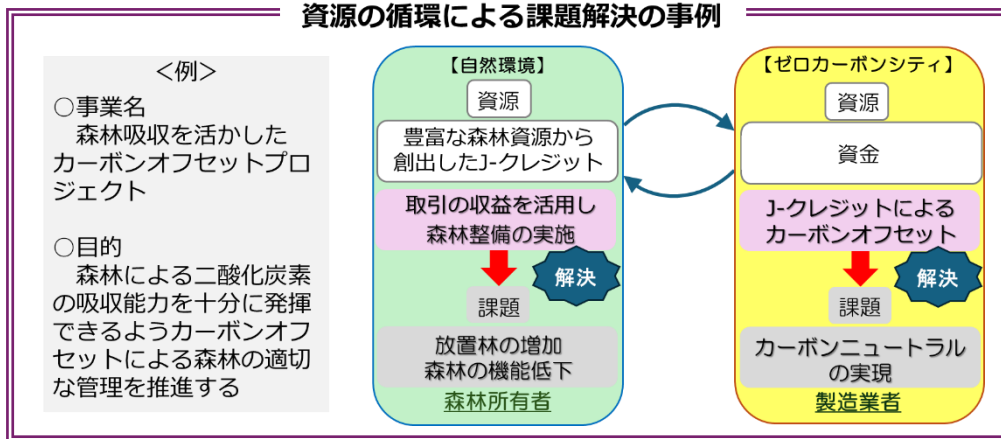 資源の循環による課題解決の事例
<例>
○事業名
森林吸収を活かした
カーボンオフセットプロ
ジェクト
○目的
森林による二酸化炭素
の吸収能力を十分に発揮
できるようカーボンオフ
セットによる森林の適切
な管理を推進する
【自然環境】
資源
豊富な森林資源から
創出したJ-クレジット
取引の収益を活用し
森林整備の実施
解決
課題
放置林の増加
森林の機能低下
森林所有者
【ゼロカーボンシティ】
資源
資金
J-クレジットによる
カーボンオフセット
解決
課題
カーボンニュートラル
の実現
製造業者